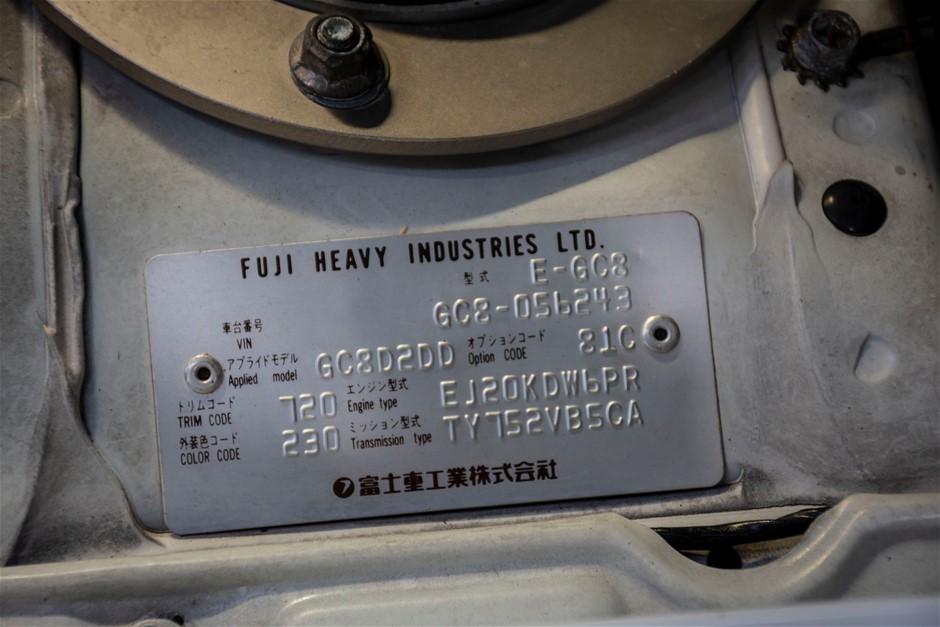 FUJI HEAVY INDUSTRIES LTD.
型式 E-GC8
車台番号 VIN GC8-056243
アプライドモデル Applied model GC8D2DD オプションコード Option CODE 81C
トリムコード TRIM CODE 720 エンジン型式 Engine type EJ20KDW6PR
外装色コード COLOR CODE 230 ミッション型式 Transmission type TY752VB5CA
7 富士重工業株式会社